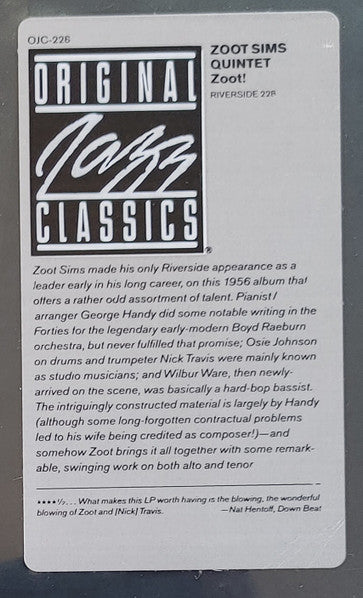 OJC-226
ORIGINAL
Jazz
CLASSICS
®
ZOOT SIMS
QUINTET
Zoot!
RIVERSIDE 228
Zoot Sims made his only Riverside appearance as a
leader early in his long career, on this 1956 album that
offers a rather odd assortment of talent. Pianist/
arranger George Handy did some notable writing in the
Forties for the legendary early-modern Boyd Raeburn
orchestra, but never fulfilled that promise; Osie Johnson
on drums and trumpeter Nick Travis were mainly known
as studio musicians; and Wilbur Ware, then newly-
arrived on the scene, was basically a hard-bop bassist.
The intriguingly constructed material is largely by Handy
(although some long-forgotten contractual problems
led to his wife being credited as composer!)—and
somehow Zoot brings it all together with some remark-
able, swinging work on both alto and tenor
★★★★½... What makes this LP worth having is the blowing, the wonderful
blowing of Zoot and [Nick] Travis. —Nat Hentoff, Down Beat